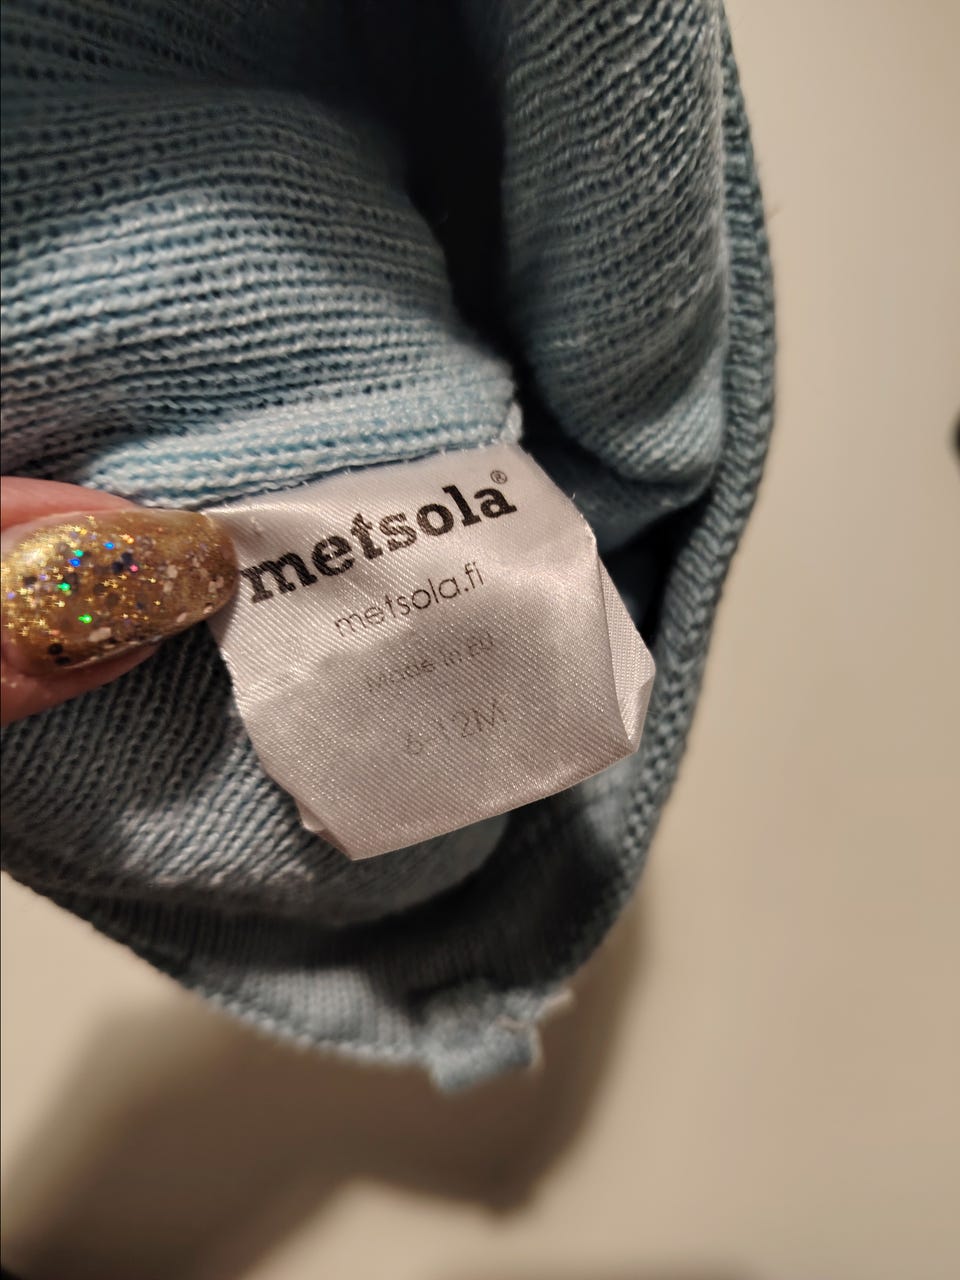 metsola®
metsola.fi
Made in EU
6-12M